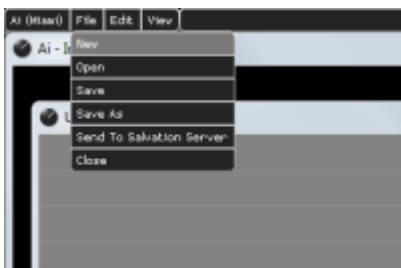 File Edit View
Ai - I
New
Open
Save
Save As
Send To Salvation Server
Close